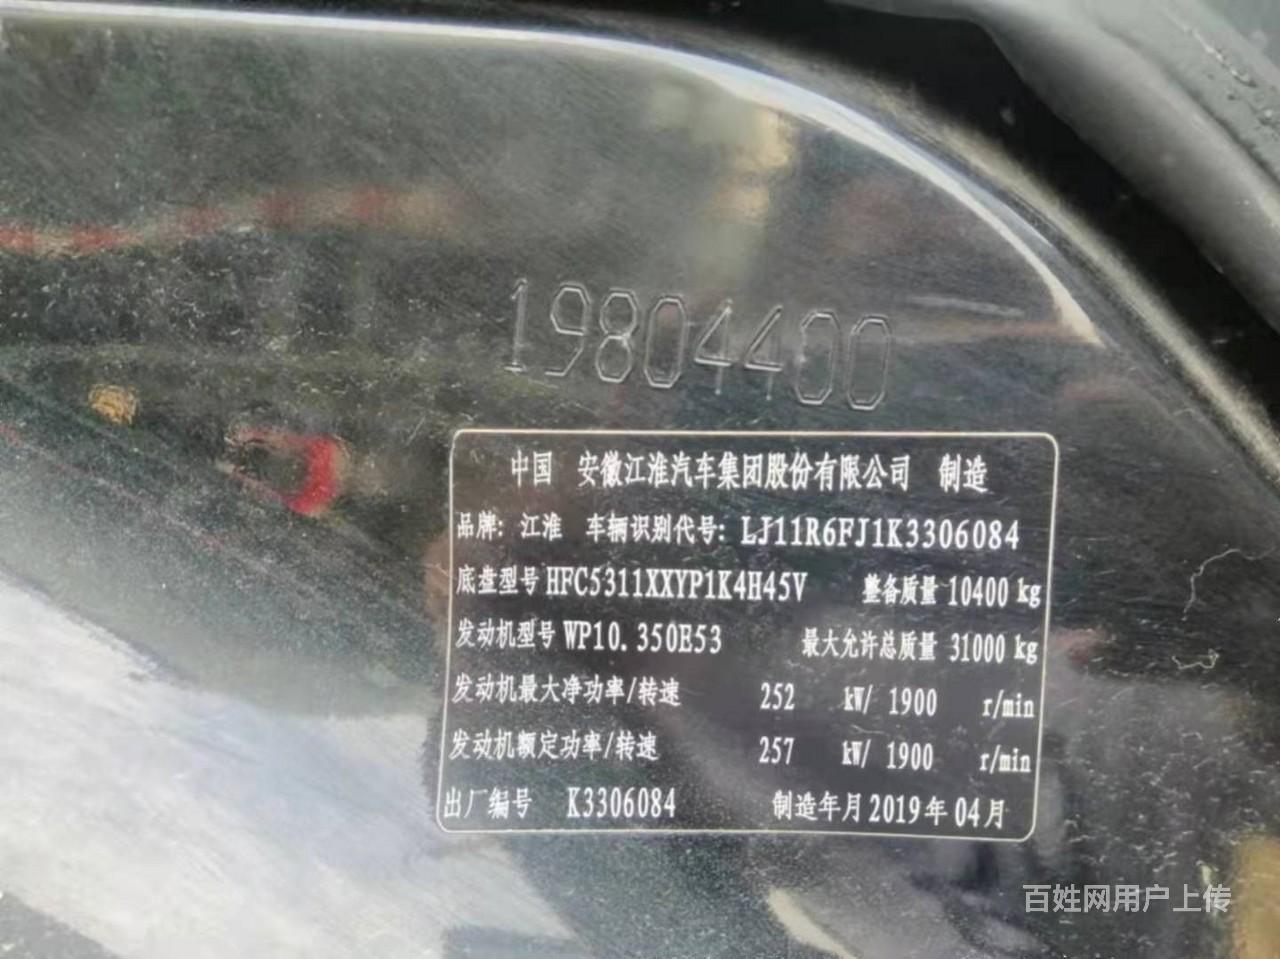 19804400
中国 安徽江淮汽车集团股份有限公司 制造
品牌: 江淮 车辆识别代号: LJ11R6FJ1K3306084
底盘型号 HFC5311XXYP1K4H45V 整备质量 10400 kg
发动机型号 WP10.350E53 最大允许总质量 31000 kg
发动机最大净功率/转速 252 kW/ 1900 r/min
发动机额定功率/转速 257 kW/ 1900 r/min
出厂编号 K3306084 制造年月 2019年04月
百姓网用户上传